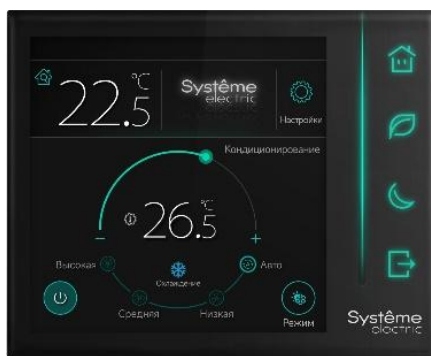 22.5 °C
Systême
electric
Настройки
Кондиционирование
26.5 °C
− +
Высокая
Авто
Охлаждение
Средняя
Низкая
Режим
Systême
electric